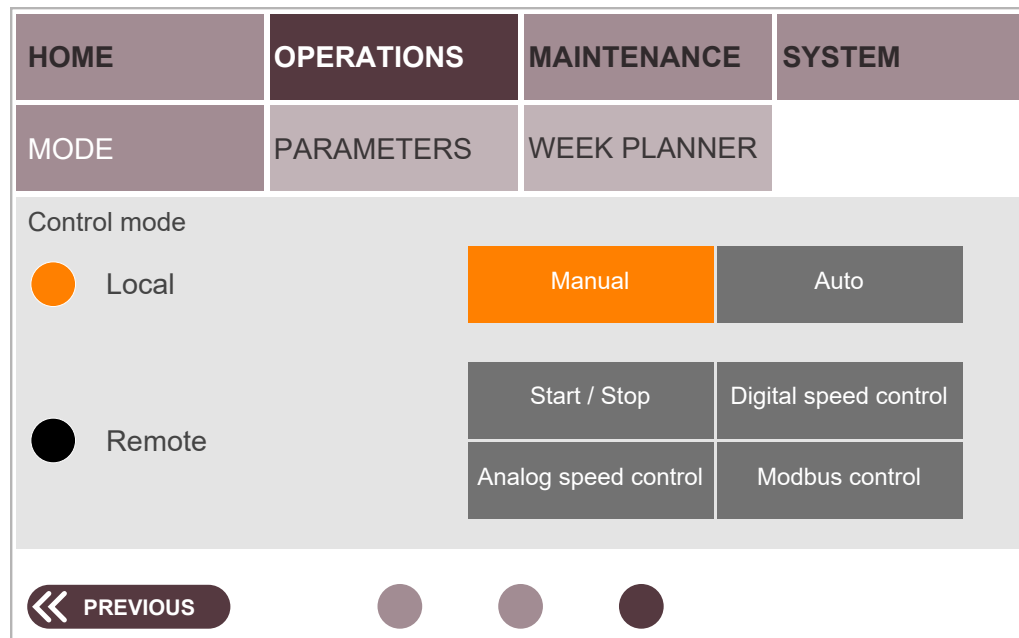 HOME OPERATIONS MAINTENANCE SYSTEM
MODE PARAMETERS WEEK PLANNER
Control mode
Local Manual Auto
Start / Stop Digital speed control
Remote
Analog speed control Modbus control
PREVIOUS